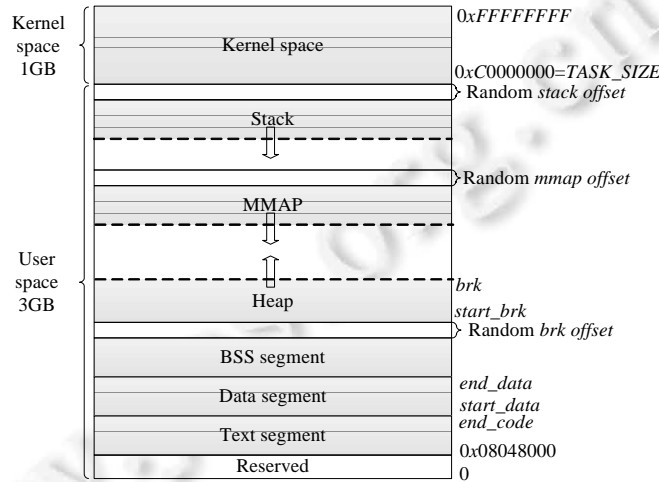 Kernel
space
1GB
Kernel space
0xFFFFFFFF
0xC0000000=TASK_SIZE
Random stack offset
Stack
Random mmap offset
MMAP
User
space
3GB
brk
Heap
start_brk
Random brk offset
BSS segment
end_data
Data segment
start_data
end_code
Text segment
0x08048000
Reserved
0